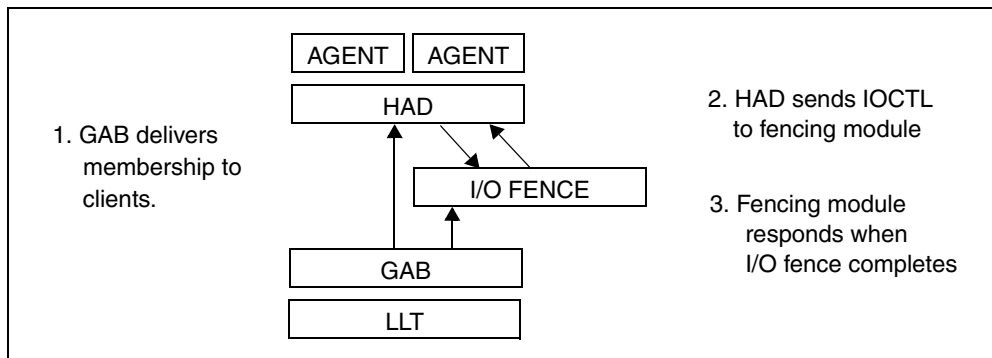 1. GAB delivers
membership to
clients.
AGENT
AGENT
HAD
I/O FENCE
GAB
LLT
2. HAD sends IOCTL
to fencing module
3. Fencing module
responds when
I/O fence completes